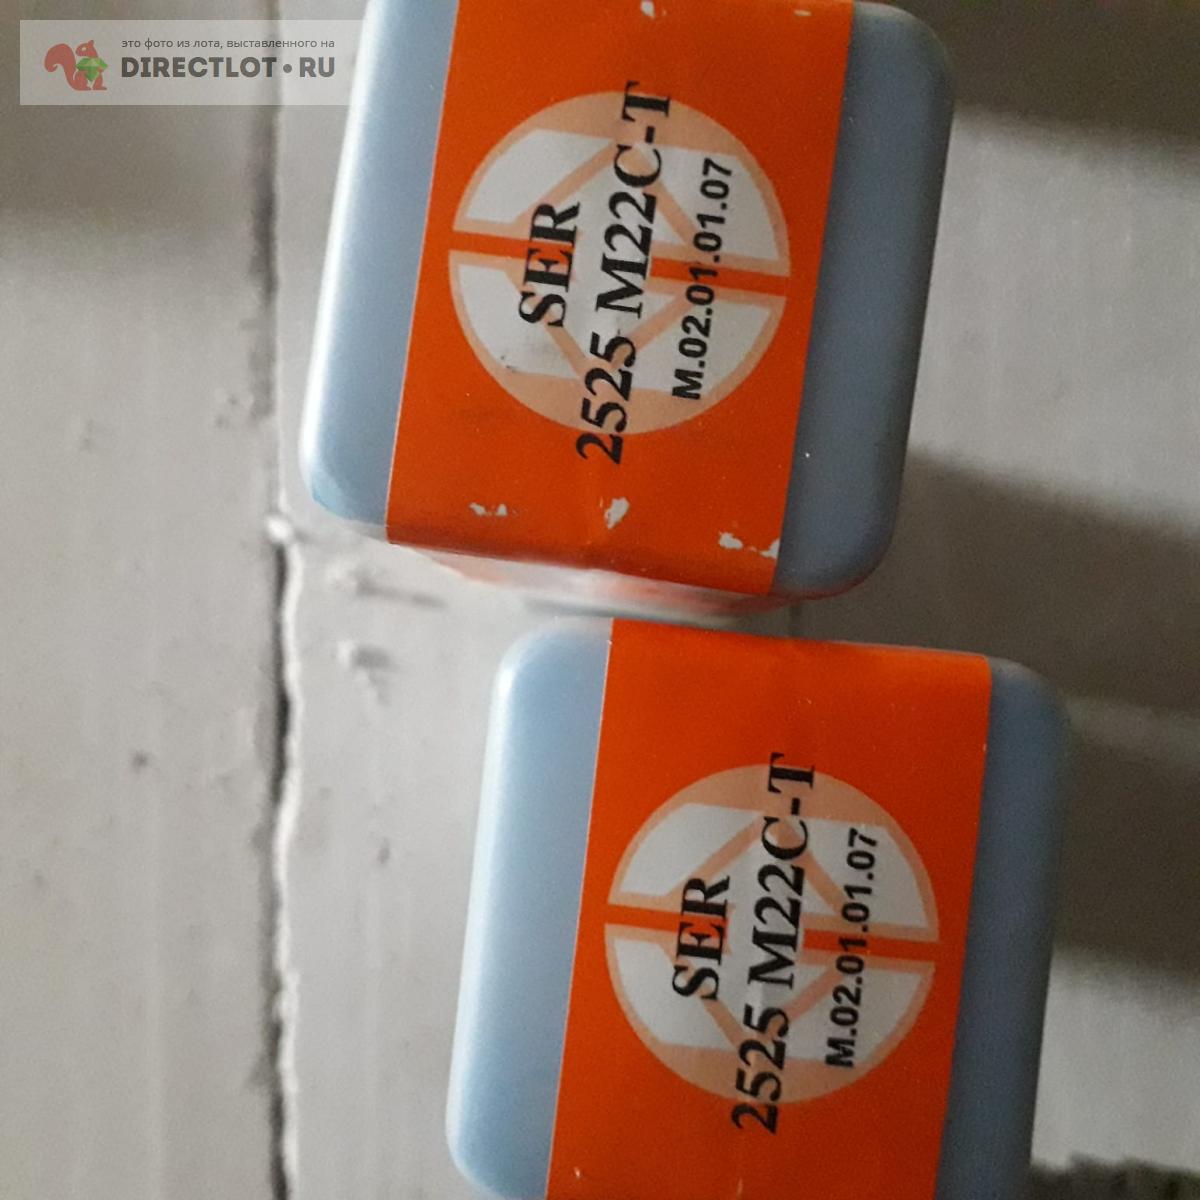 это фото из лота, выставленного на
DIRECTLOT•RU
SER
2525 M22C-T
M.02.01.01.07
SER
2525 M22C-T
M.02.01.01.07